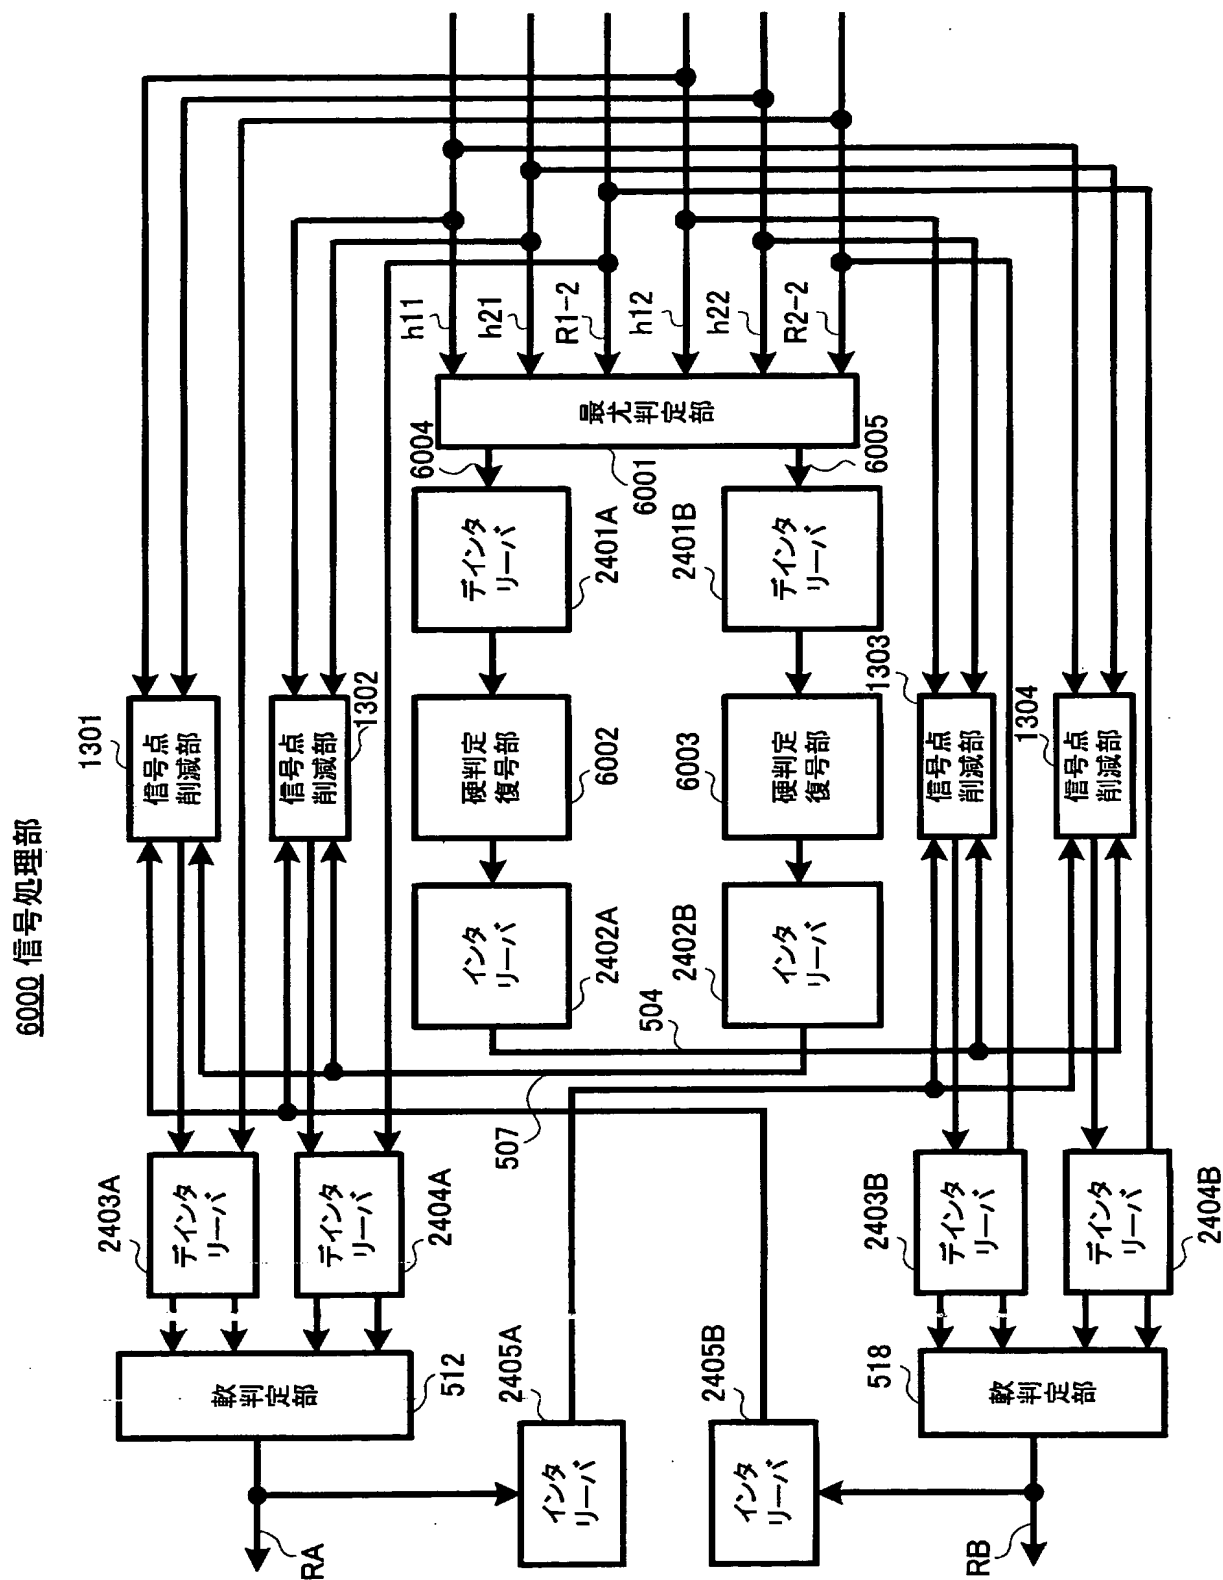 6000 信号処理部
h11
h21
R1-2
h12
h22
R2-2
最尤判定部
6001
6004
6005
デインタ
リーバ
2401A
デインタ
リーバ
2401B
硬判定
復号部
6002
硬判定
復号部
6003
インタ
リーバ
2402A
インタ
リーバ
2402B
504
507
1301
信号点
削減部
1302
信号点
削減部
1303
信号点
削減部
1304
信号点
削減部
2403A
デインタ
リーバ
2404A
デインタ
リーバ
2403B
デインタ
リーバ
2404B
デインタ
リーバ
軟判定部
512
軟判定部
518
2405A
インタ
リーバ
2405B
インタ
リーバ
RA
RB